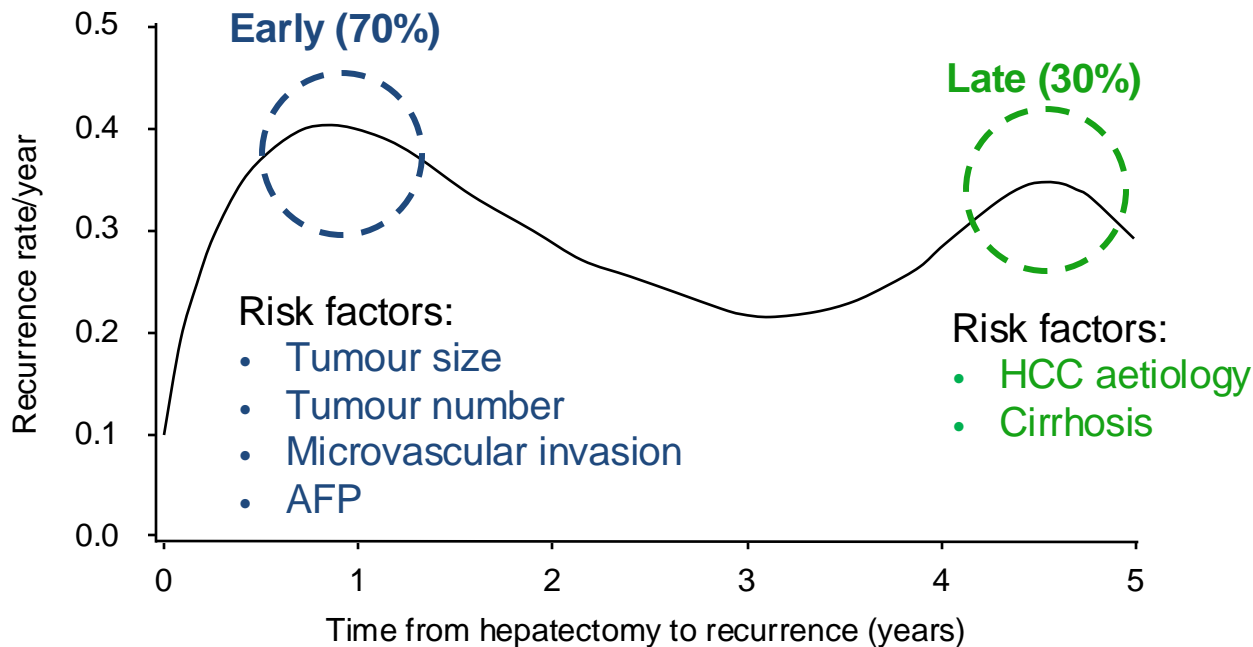 Early (70%)
Late (30%)
0.5
0.4
0.3
0.2
0.1
0.0
Recurrence rate/year
Risk factors:
• Tumour size
• Tumour number
• Microvascular invasion
• AFP
Risk factors:
• HCC aetiology
• Cirrhosis
0 1 2 3 4 5
Time from hepatectomy to recurrence (years)